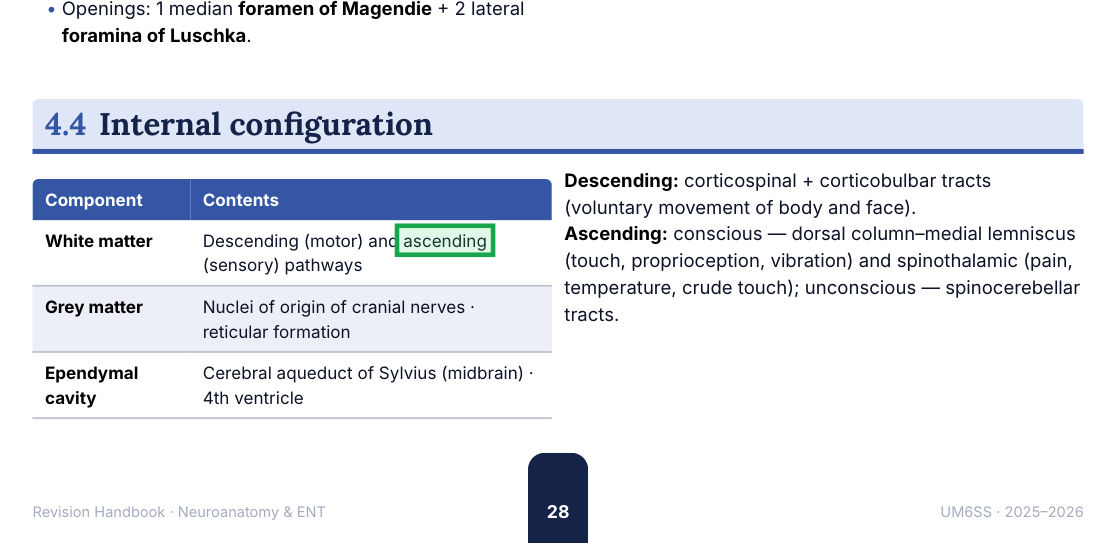 • Openings: 1 median foramen of Magendie + 2 lateral
foramina of Luschka.
4.4 Internal configuration
Component Contents
White matter Descending (motor) and ascending
(sensory) pathways
Grey matter Nuclei of origin of cranial nerves ·
reticular formation
Ependymal
cavity
Cerebral aqueduct of Sylvius (midbrain) ·
4th ventricle
Descending: corticospinal + corticobulbar tracts
(voluntary movement of body and face).
Ascending: conscious — dorsal column–medial lemniscus
(touch, proprioception, vibration) and spinothalamic (pain,
temperature, crude touch); unconscious — spinocerebellar
tracts.
Revision Handbook · Neuroanatomy & ENT
28
UM6SS · 2025–2026